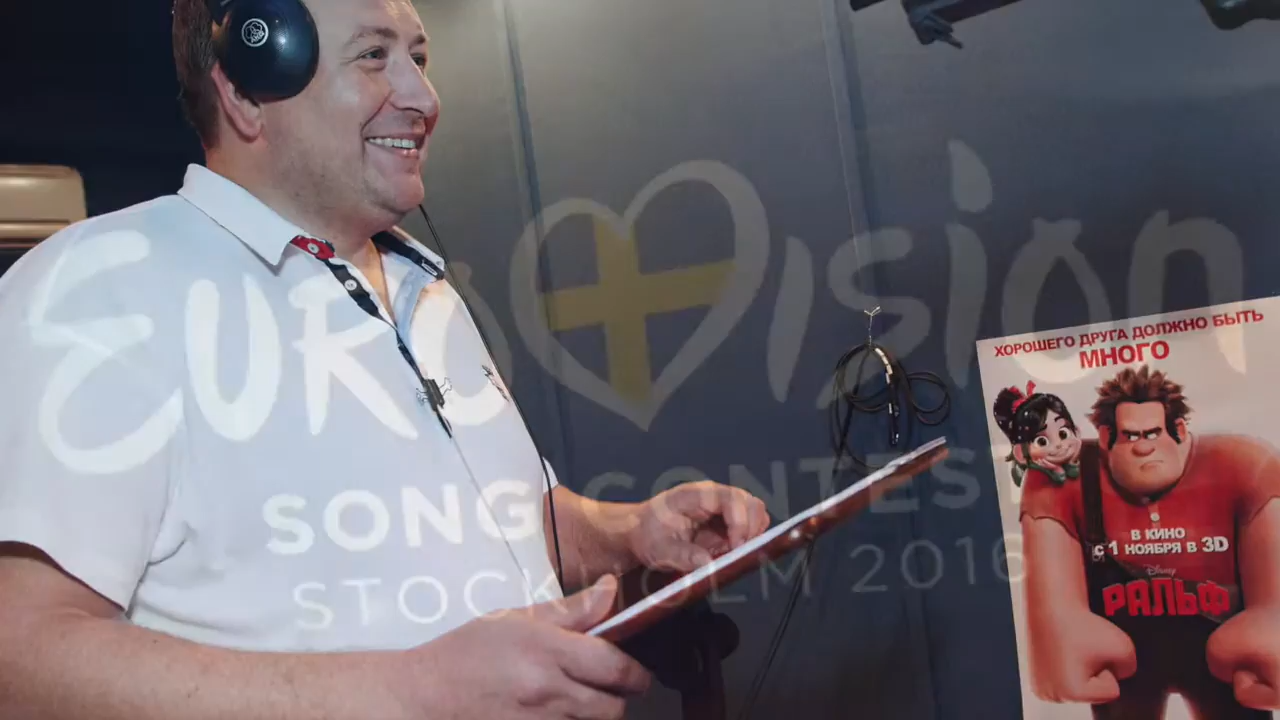 EUROVISION
SONG CONTEST
STOCKHOLM 2016
ХОРОШЕГО ДРУГА ДОЛЖНО БЫТЬ
МНОГО
В КИНО
С 1 НОЯБРЯ В 3D
Disney
РАЛЬФ